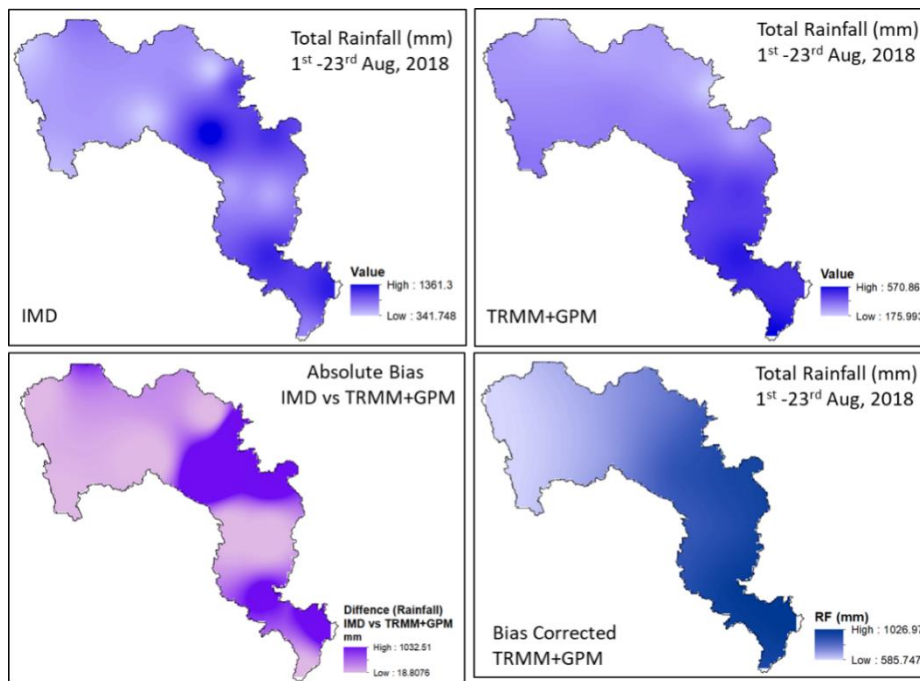 Total Rainfall (mm)
1st -23rd Aug, 2018
Value
High : 1361.3
Low : 341.748
IMD
Total Rainfall (mm)
1st -23rd Aug, 2018
Value
High : 570.86
Low : 175.993
TRMM+GPM
Absolute Bias
IMD vs TRMM+GPM
Diffence (Rainfall)
IMD vs TRMM+GPM
mm
High : 1032.51
Low : 18.8076
Total Rainfall (mm)
1st -23rd Aug, 2018
RF (mm)
High : 1026.97
Low : 585.747
Bias Corrected
TRMM+GPM